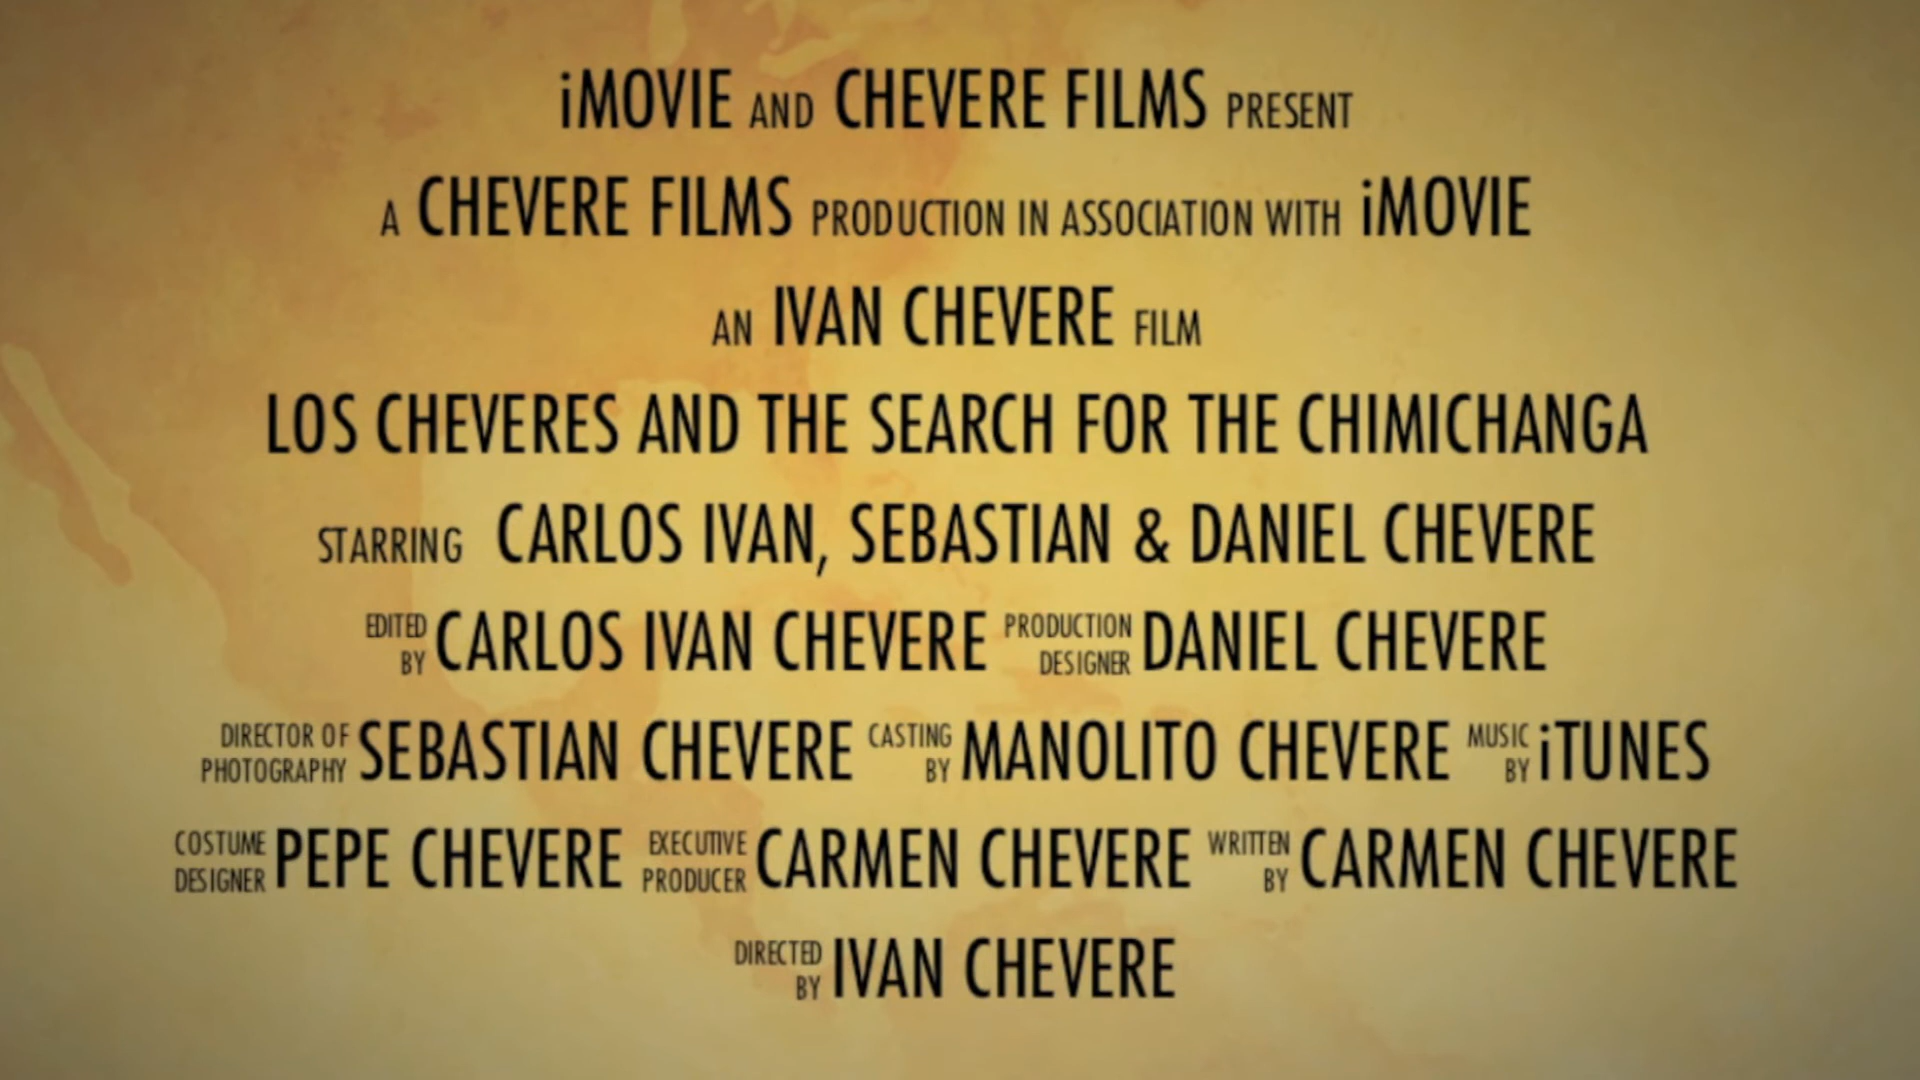 iMOVIE AND CHEVERE FILMS PRESENT
A CHEVERE FILMS PRODUCTION IN ASSOCIATION WITH iMOVIE
AN IVAN CHEVERE FILM
LOS CHEVERES AND THE SEARCH FOR THE CHIMICHANGA
STARRING CARLOS IVAN, SEBASTIAN & DANIEL CHEVERE
EDITED BY CARLOS IVAN CHEVERE PRODUCTION DESIGNER DANIEL CHEVERE
DIRECTOR OF PHOTOGRAPHY SEBASTIAN CHEVERE CASTING BY MANOLITO CHEVERE MUSIC BY iTUNES
COSTUME DESIGNER PEPE CHEVERE EXECUTIVE PRODUCER CARMEN CHEVERE WRITTEN BY CARMEN CHEVERE
DIRECTED BY IVAN CHEVERE